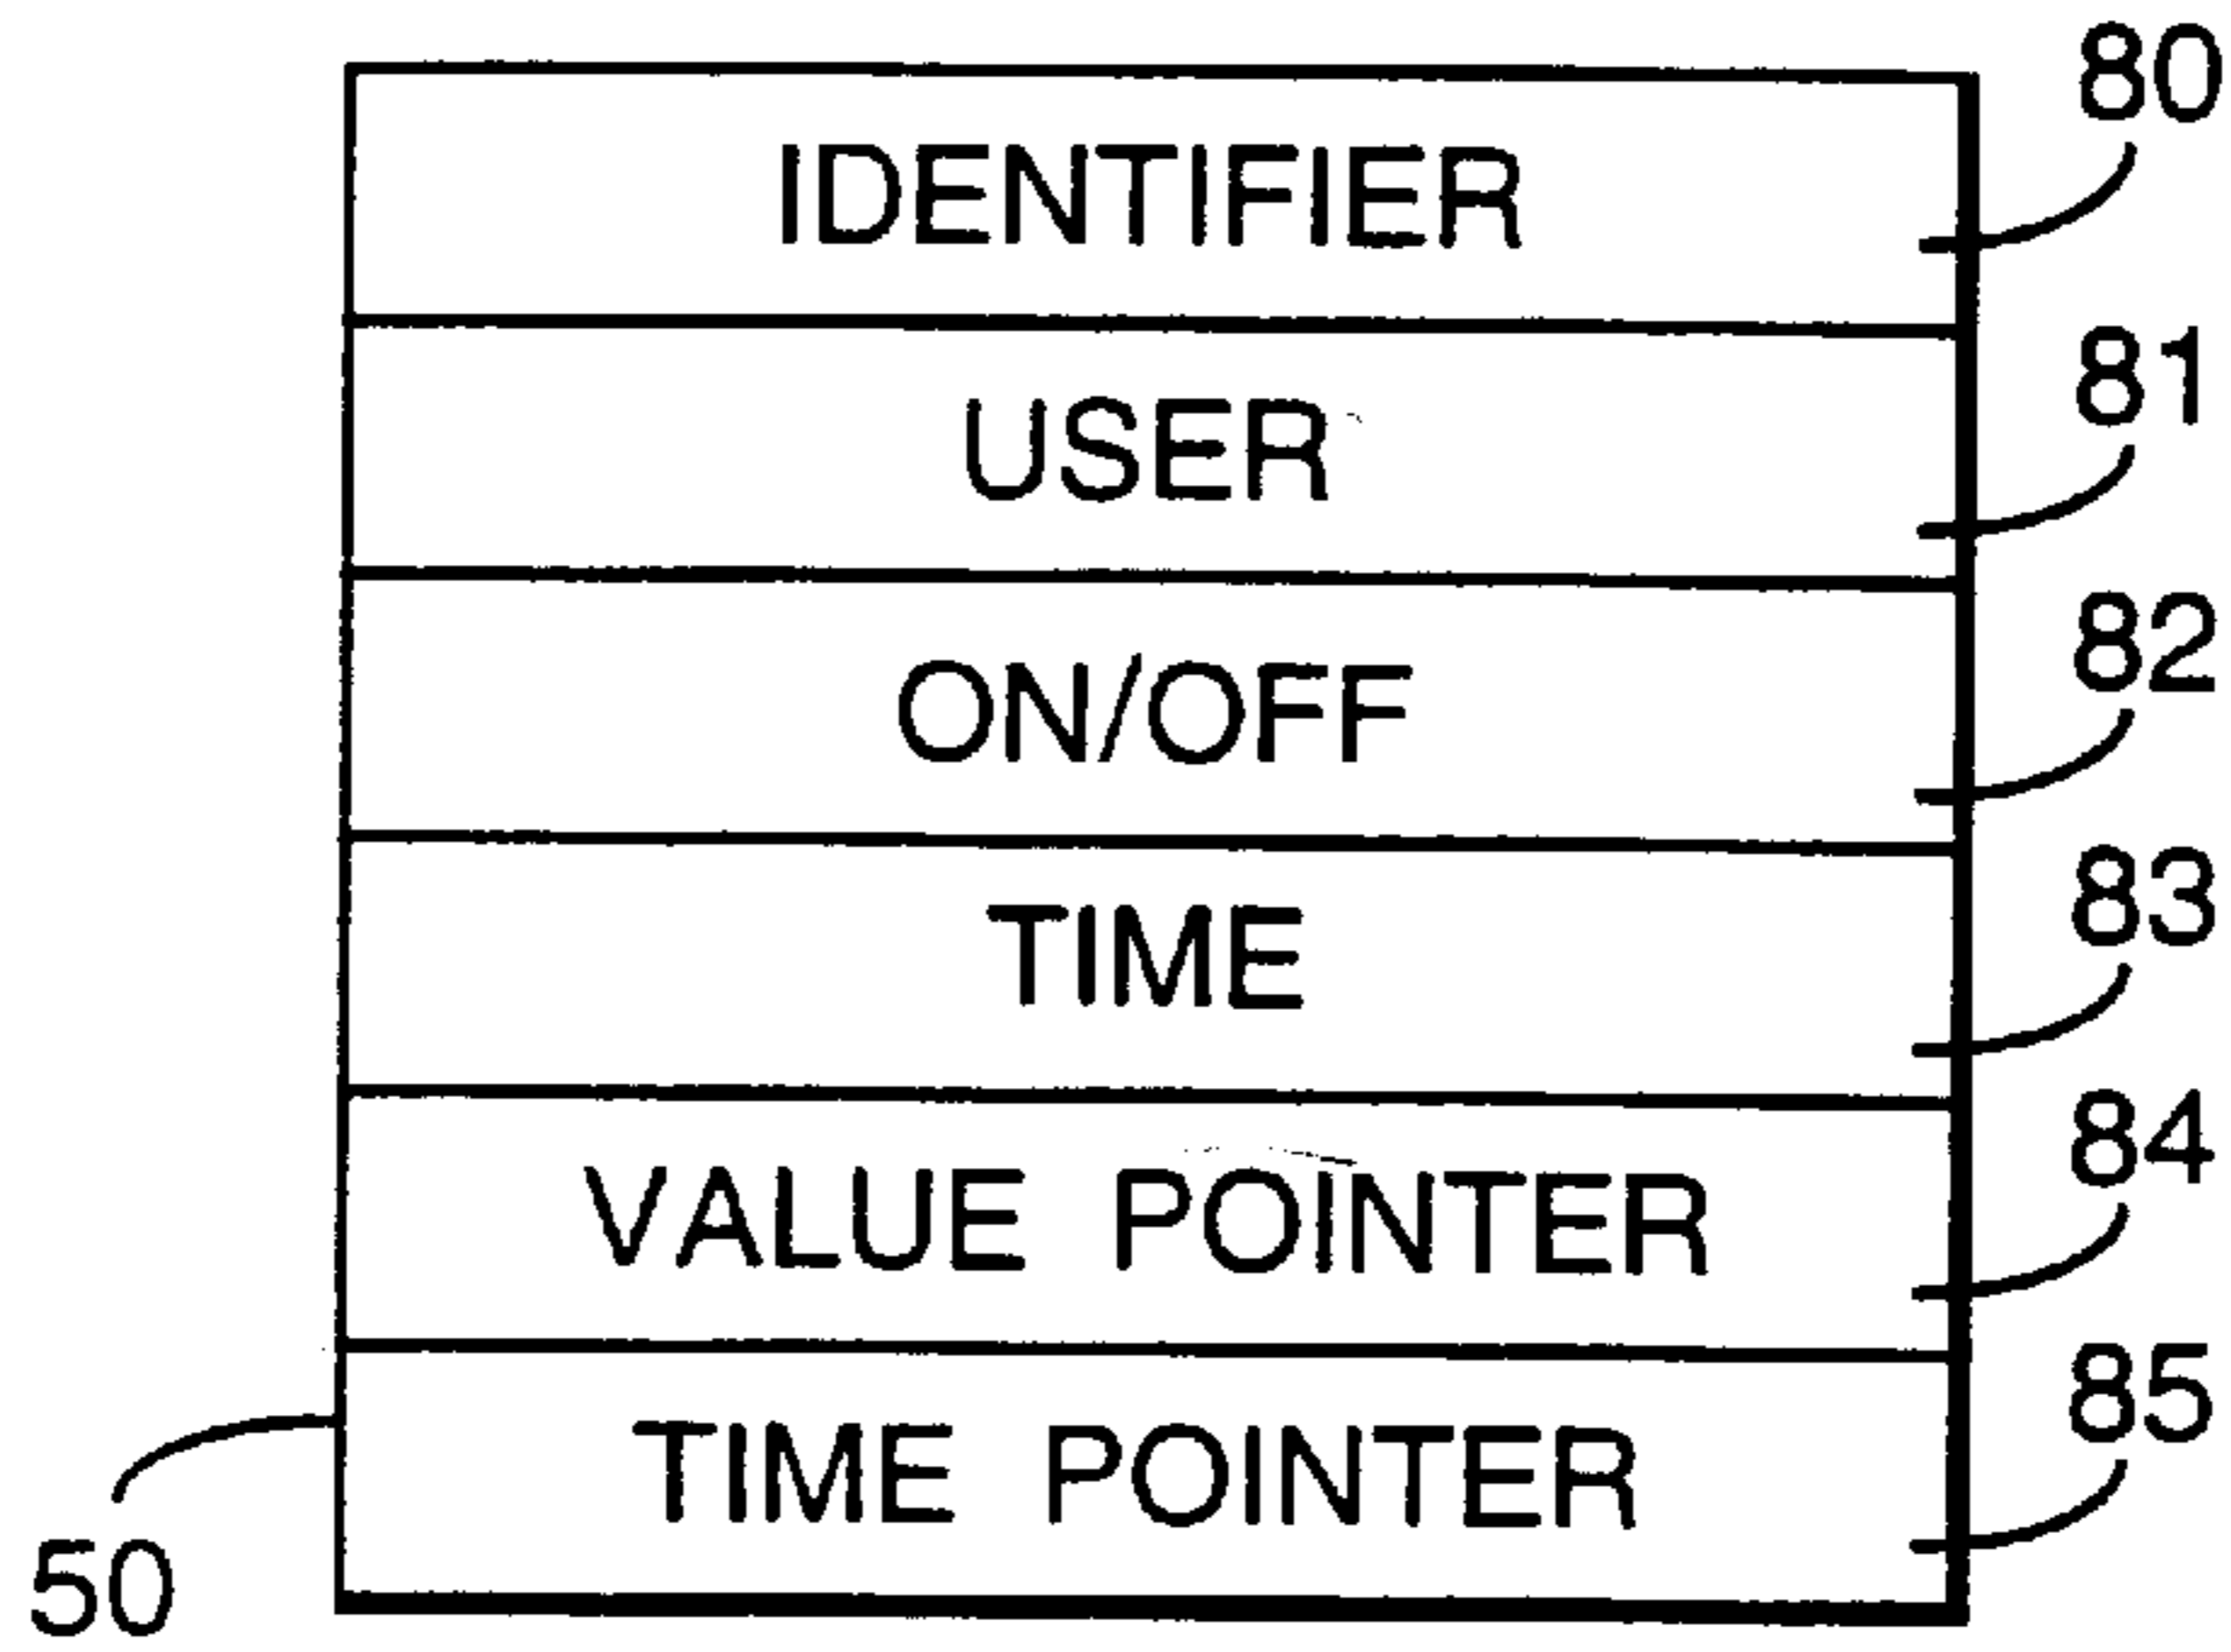 80
IDENTIFIER
81
USER
82
ON/OFF
83
TIME
84
VALUE POINTER
85
TIME POINTER
50